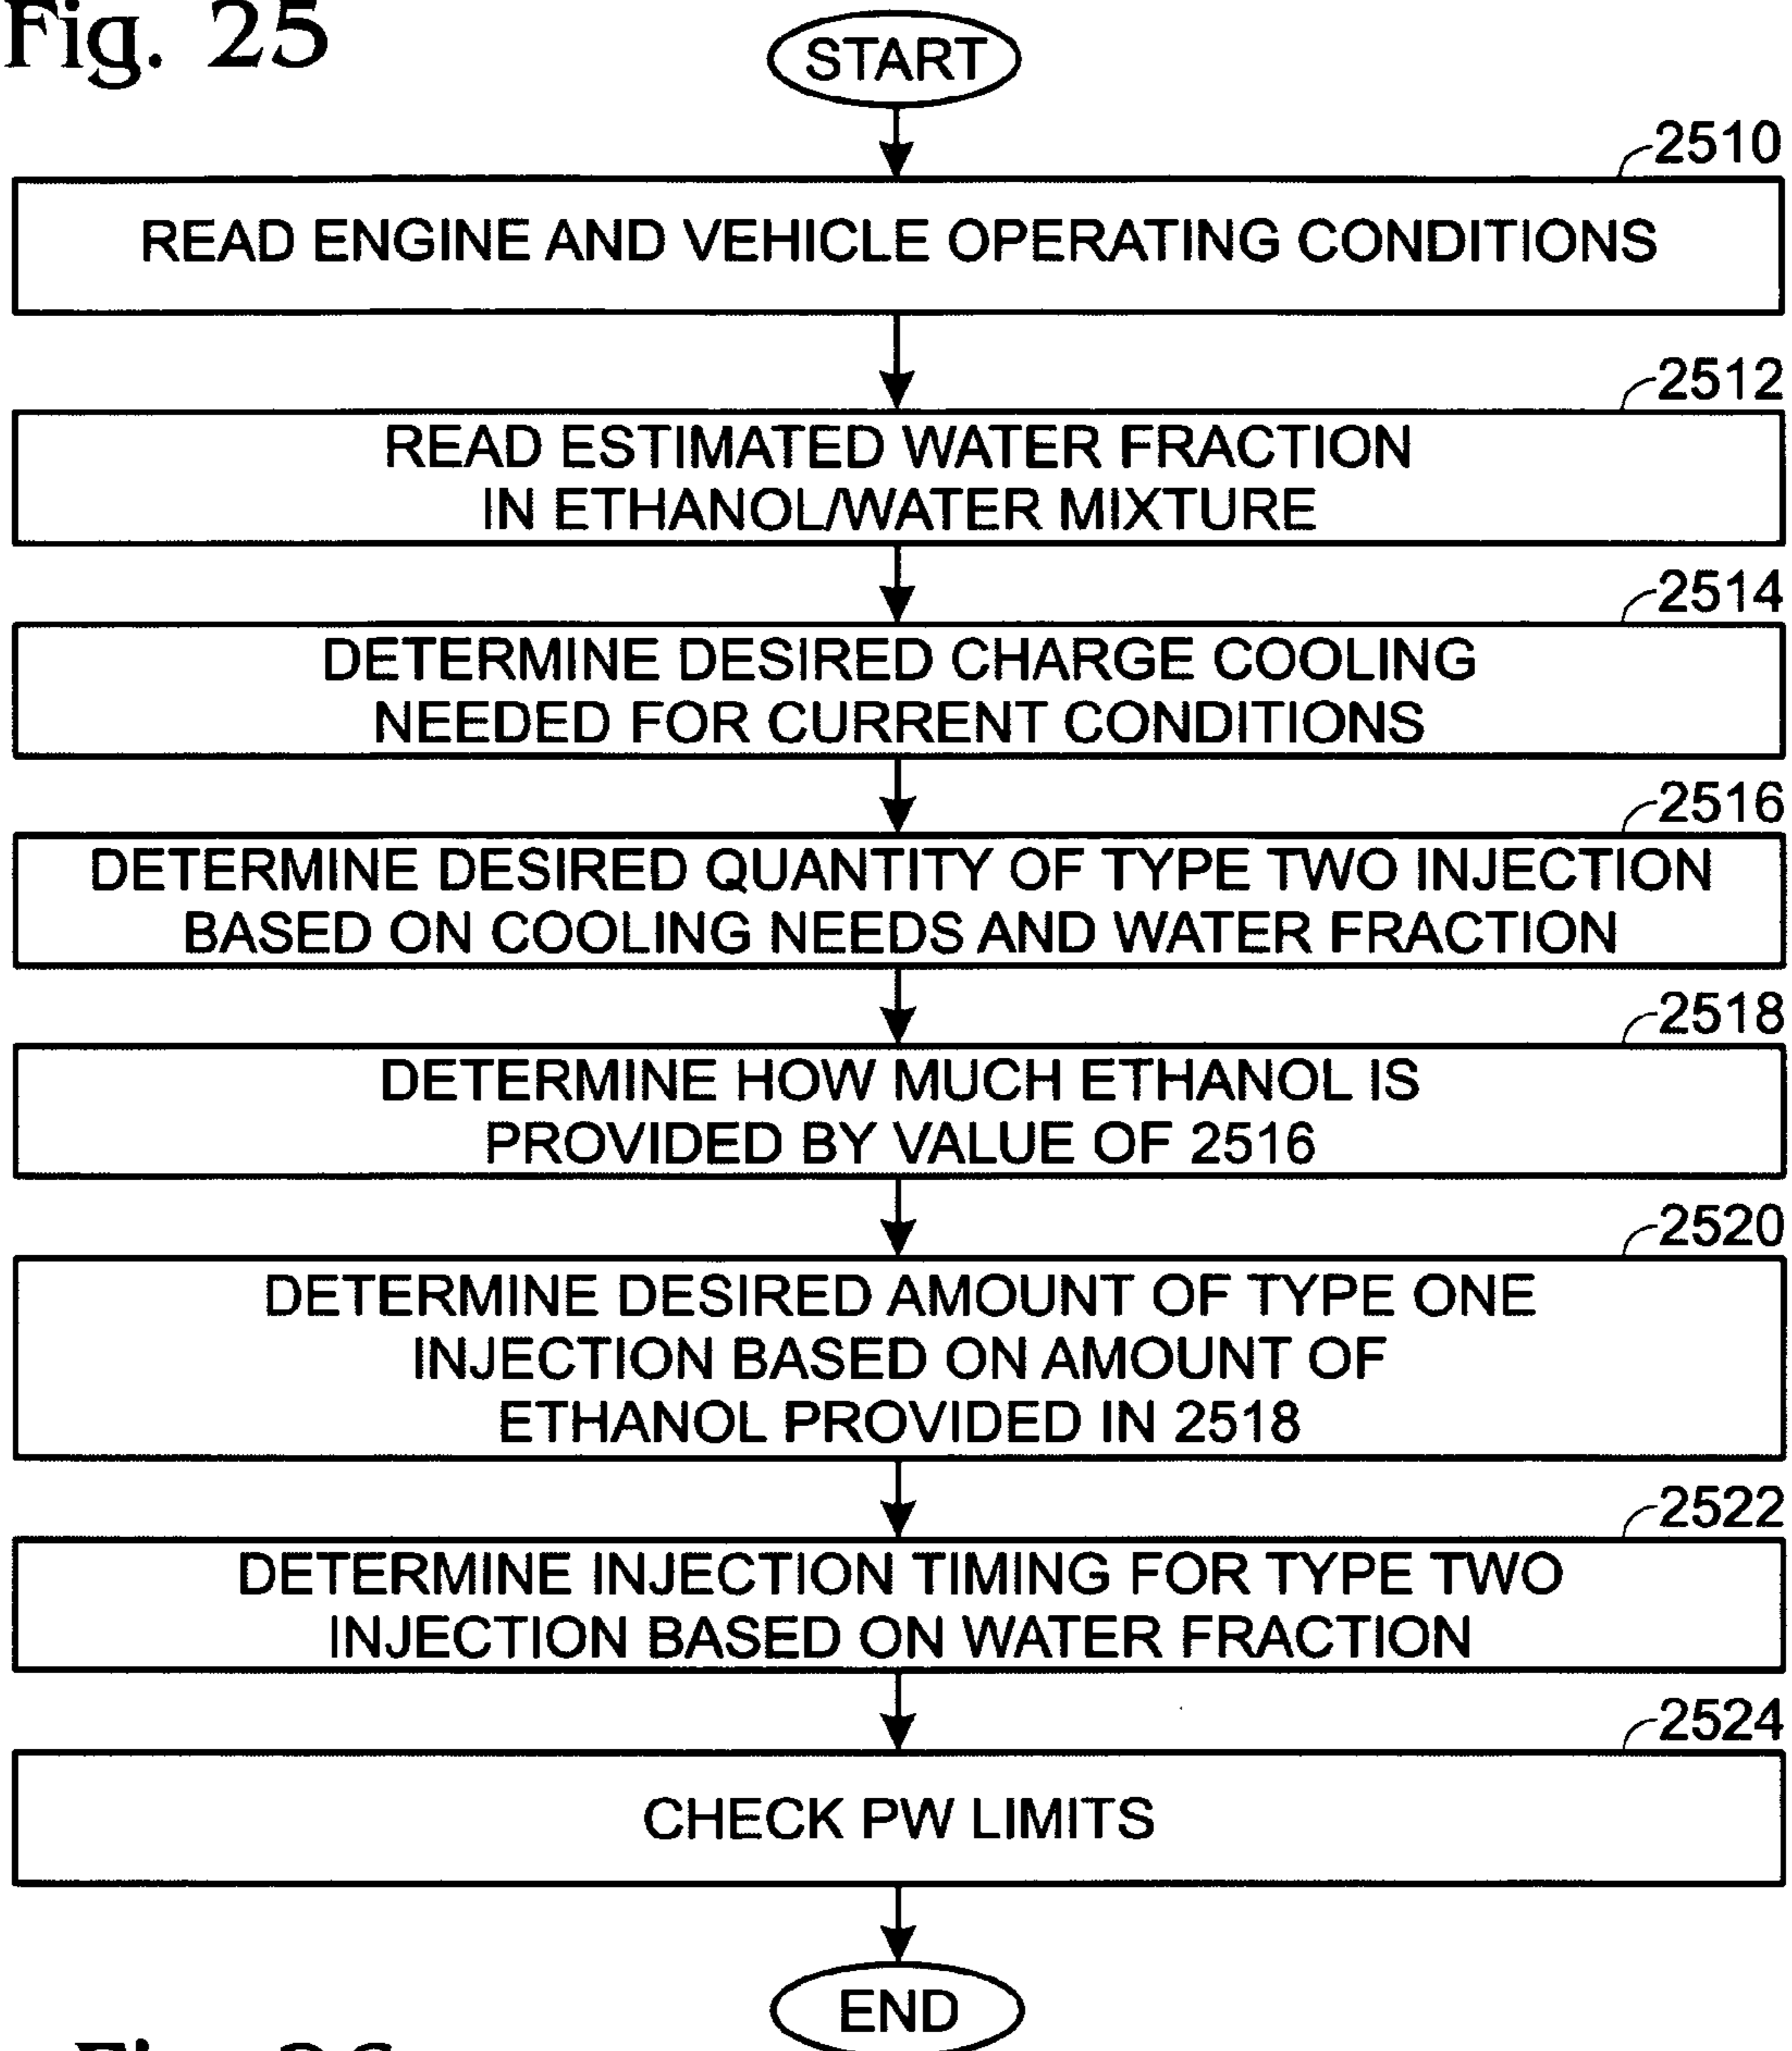 Fig. 25
START
2510
READ ENGINE AND VEHICLE OPERATING CONDITIONS
2512
READ ESTIMATED WATER FRACTION
IN ETHANOL/WATER MIXTURE
2514
DETERMINE DESIRED CHARGE COOLING
NEEDED FOR CURRENT CONDITIONS
2516
DETERMINE DESIRED QUANTITY OF TYPE TWO INJECTION
BASED ON COOLING NEEDS AND WATER FRACTION
2518
DETERMINE HOW MUCH ETHANOL IS
PROVIDED BY VALUE OF 2516
2520
DETERMINE DESIRED AMOUNT OF TYPE ONE
INJECTION BASED ON AMOUNT OF
ETHANOL PROVIDED IN 2518
2522
DETERMINE INJECTION TIMING FOR TYPE TWO
INJECTION BASED ON WATER FRACTION
2524
CHECK PW LIMITS
END